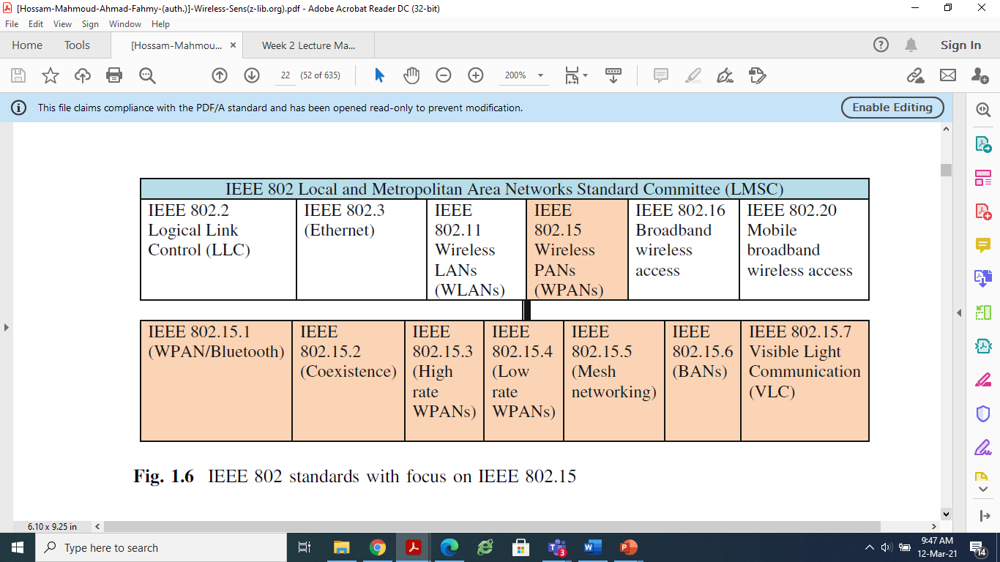 [Hossam-Mahmoud-Ahmad-Fahmy-(auth.)]-Wireless-Sens(z-lib.org).pdf - Adobe Acrobat Reader DC (32-bit)
File Edit View Sign Window Help
Home Tools [Hossam-Mahmou... × Week 2 Lecture Ma... Sign In
22 (52 of 635) 200%
This file claims compliance with the PDF/A standard and has been opened read-only to prevent modification. Enable Editing
IEEE 802 Local and Metropolitan Area Networks Standard Committee (LMSC)
IEEE 802.2
Logical Link
Control (LLC)
IEEE 802.3
(Ethernet)
IEEE
802.11
Wireless
LANs
(WLANs)
IEEE
802.15
Wireless
PANs
(WPANs)
IEEE 802.16
Broadband
wireless
access
IEEE 802.20
Mobile
broadband
wireless access
IEEE 802.15.1
(WPAN/Bluetooth)
IEEE
802.15.2
(Coexistence)
IEEE
802.15.3
(High
rate
WPANs)
IEEE
802.15.4
(Low
rate
WPANs)
IEEE
802.15.5
(Mesh
networking)
IEEE
802.15.6
(BANs)
IEEE 802.15.7
Visible Light
Communication
(VLC)
Fig. 1.6 IEEE 802 standards with focus on IEEE 802.15
6.10 x 9.25 in
Type here to search
3
9:47 AM
12-Mar-21
14